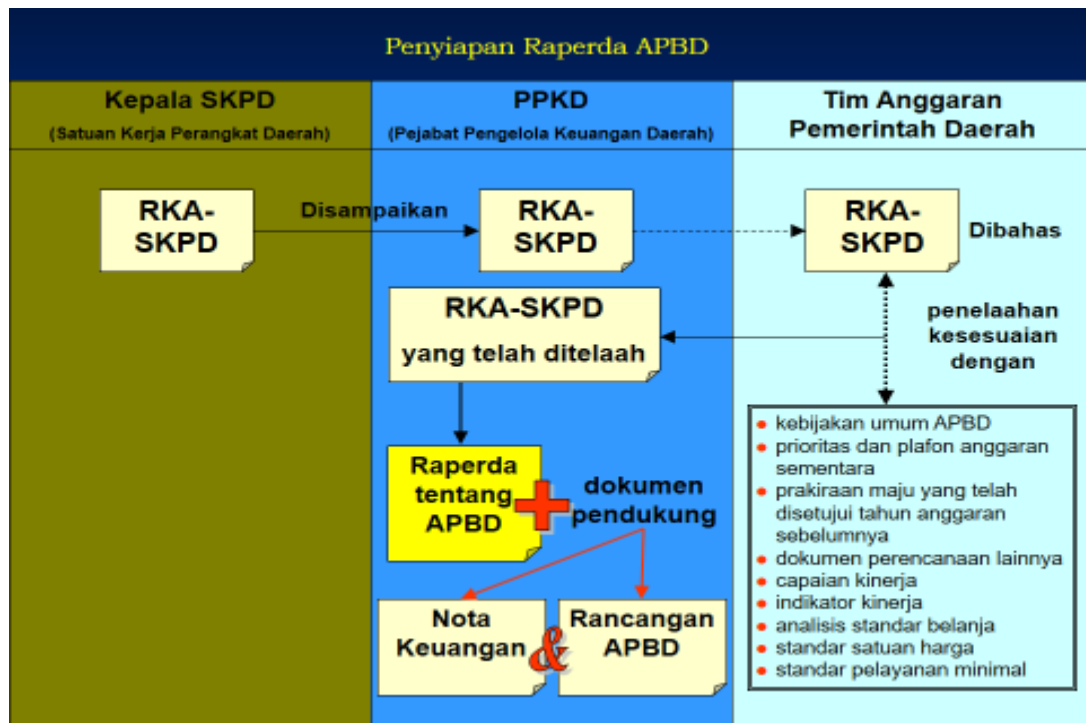 Penyiapan Raperda APBD
Kepala SKPD
(Satuan Kerja Perangkat Daerah)
PPKD
(Pejabat Pengelola Keuangan Daerah)
Tim Anggaran
Pemerintah Daerah
RKA-
SKPD
Disampaikan
RKA-
SKPD
RKA-
SKPD
Dibahas
RKA-SKPD
yang telah ditelaah
penelaahan
kesesuaian
dengan
Raperda
tentang
APBD
dokumen
pendukung
Nota
Keuangan
&
Rancangan
APBD
• kebijakan umum APBD
• prioritas dan plafon anggaran
sementara
• prakiraan maju yang telah
disetujui tahun anggaran
sebelumnya
• dokumen perencanaan lainnya
• capaian kinerja
• indikator kinerja
• analisis standar belanja
• standar satuan harga
• standar pelayanan minimal